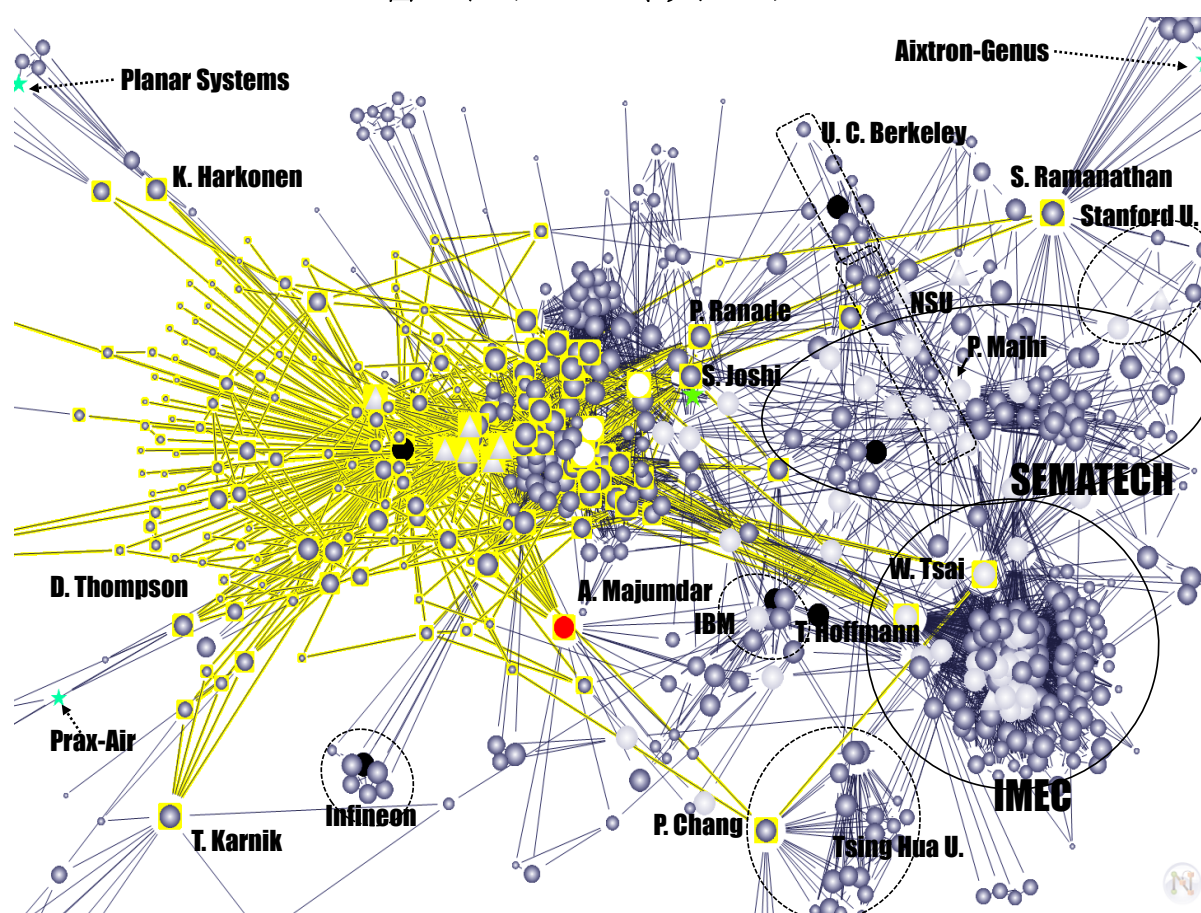 Aixtron-Genus
Planar Systems
U. C. Berkeley
K. Harkonen
S. Ramanathan
Stanford U.
NSU
P. Ranade
P. Majhi
S. Joshi
SEMATECH
W. Tsai
D. Thompson
A. Majumdar
IBM
T. Hoffmann
Prax-Air
IMEC
Infineon
P. Chang
T. Karnik
Tsing Hua U.
N